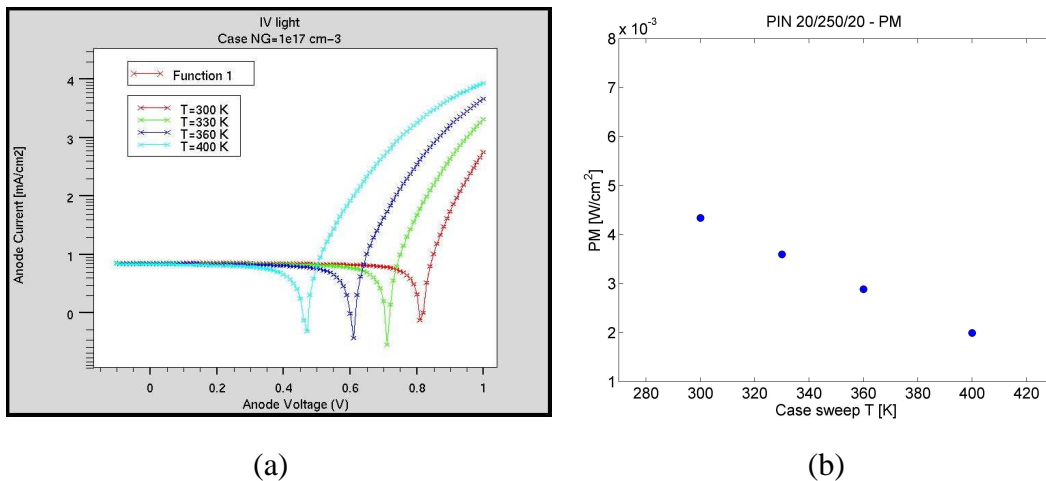 IV light
Case NG=1e17 cm-3
Function 1
T=300 K
T=330 K
T=360 K
T=400 K
Anode Current [mA/cm2]
4
3
2
1
0
0 0.2 0.4 0.6 0.8 1
Anode Voltage (V)
(a)
PIN 20/250/20 - PM
x 10⁻³
PM [W/cm²]
8
7
6
5
4
3
2
1
280 300 320 340 360 380 400 420
Case sweep T [K]
(b)